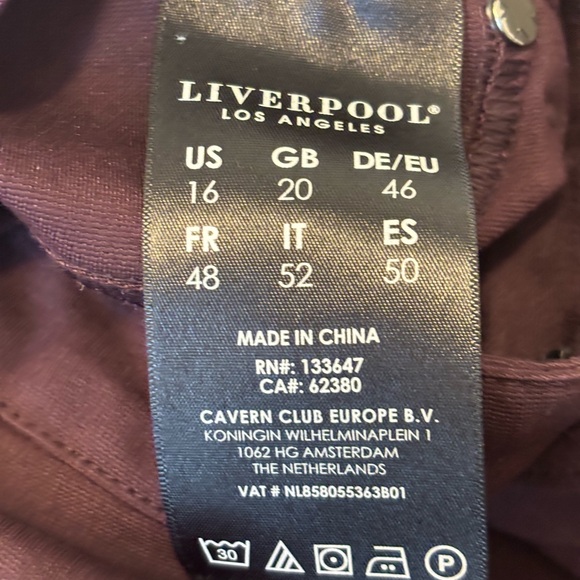 LIVERPOOL®
LOS ANGELES
US GB DE/EU
16 20 46
FR IT ES
48 52 50
MADE IN CHINA
RN#: 133647
CA#: 62380
CAVERN CLUB EUROPE B.V.
KONINGIN WILHELMINAPLEIN 1
1062 HG AMSTERDAM
THE NETHERLANDS
VAT # NL858055363B01
30 P